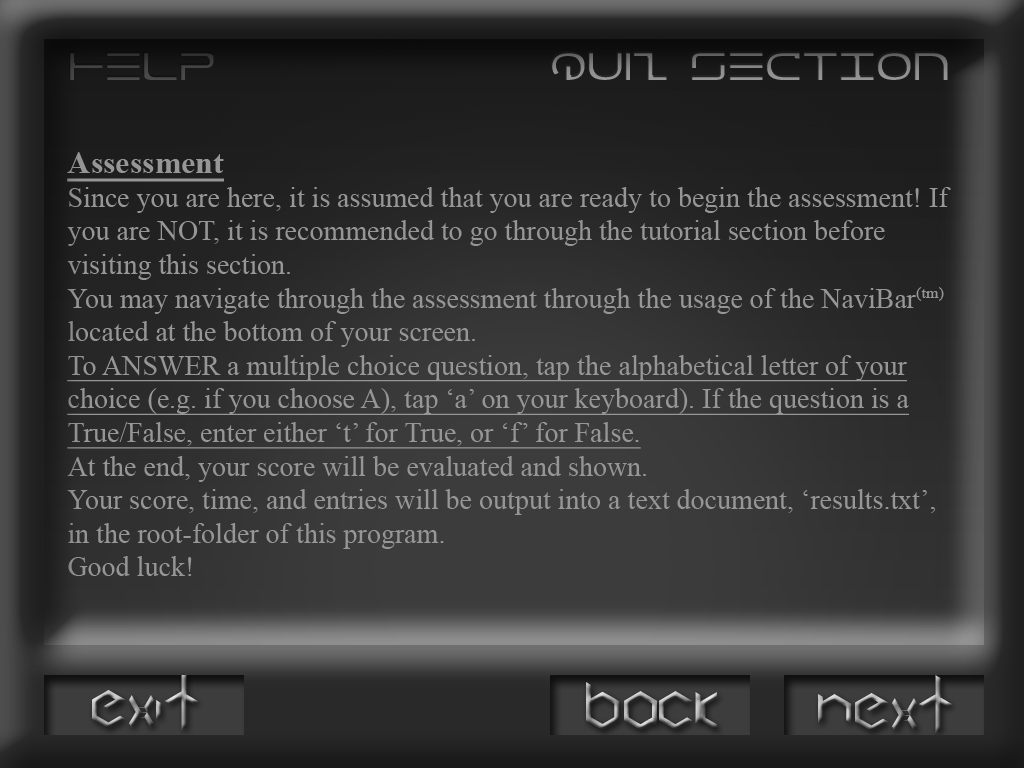 HELP QUIZ SECTION
Assessment
Since you are here, it is assumed that you are ready to begin the assessment! If
you are NOT, it is recommended to go through the tutorial section before
visiting this section.
You may navigate through the assessment through the usage of the NaviBar(tm)
located at the bottom of your screen.
To ANSWER a multiple choice question, tap the alphabetical letter of your
choice (e.g. if you choose A), tap ‘a’ on your keyboard). If the question is a
True/False, enter either ‘t’ for True, or ‘f’ for False.
At the end, your score will be evaluated and shown.
Your score, time, and entries will be output into a text document, ‘results.txt’,
in the root-folder of this program.
Good luck!
exit back next